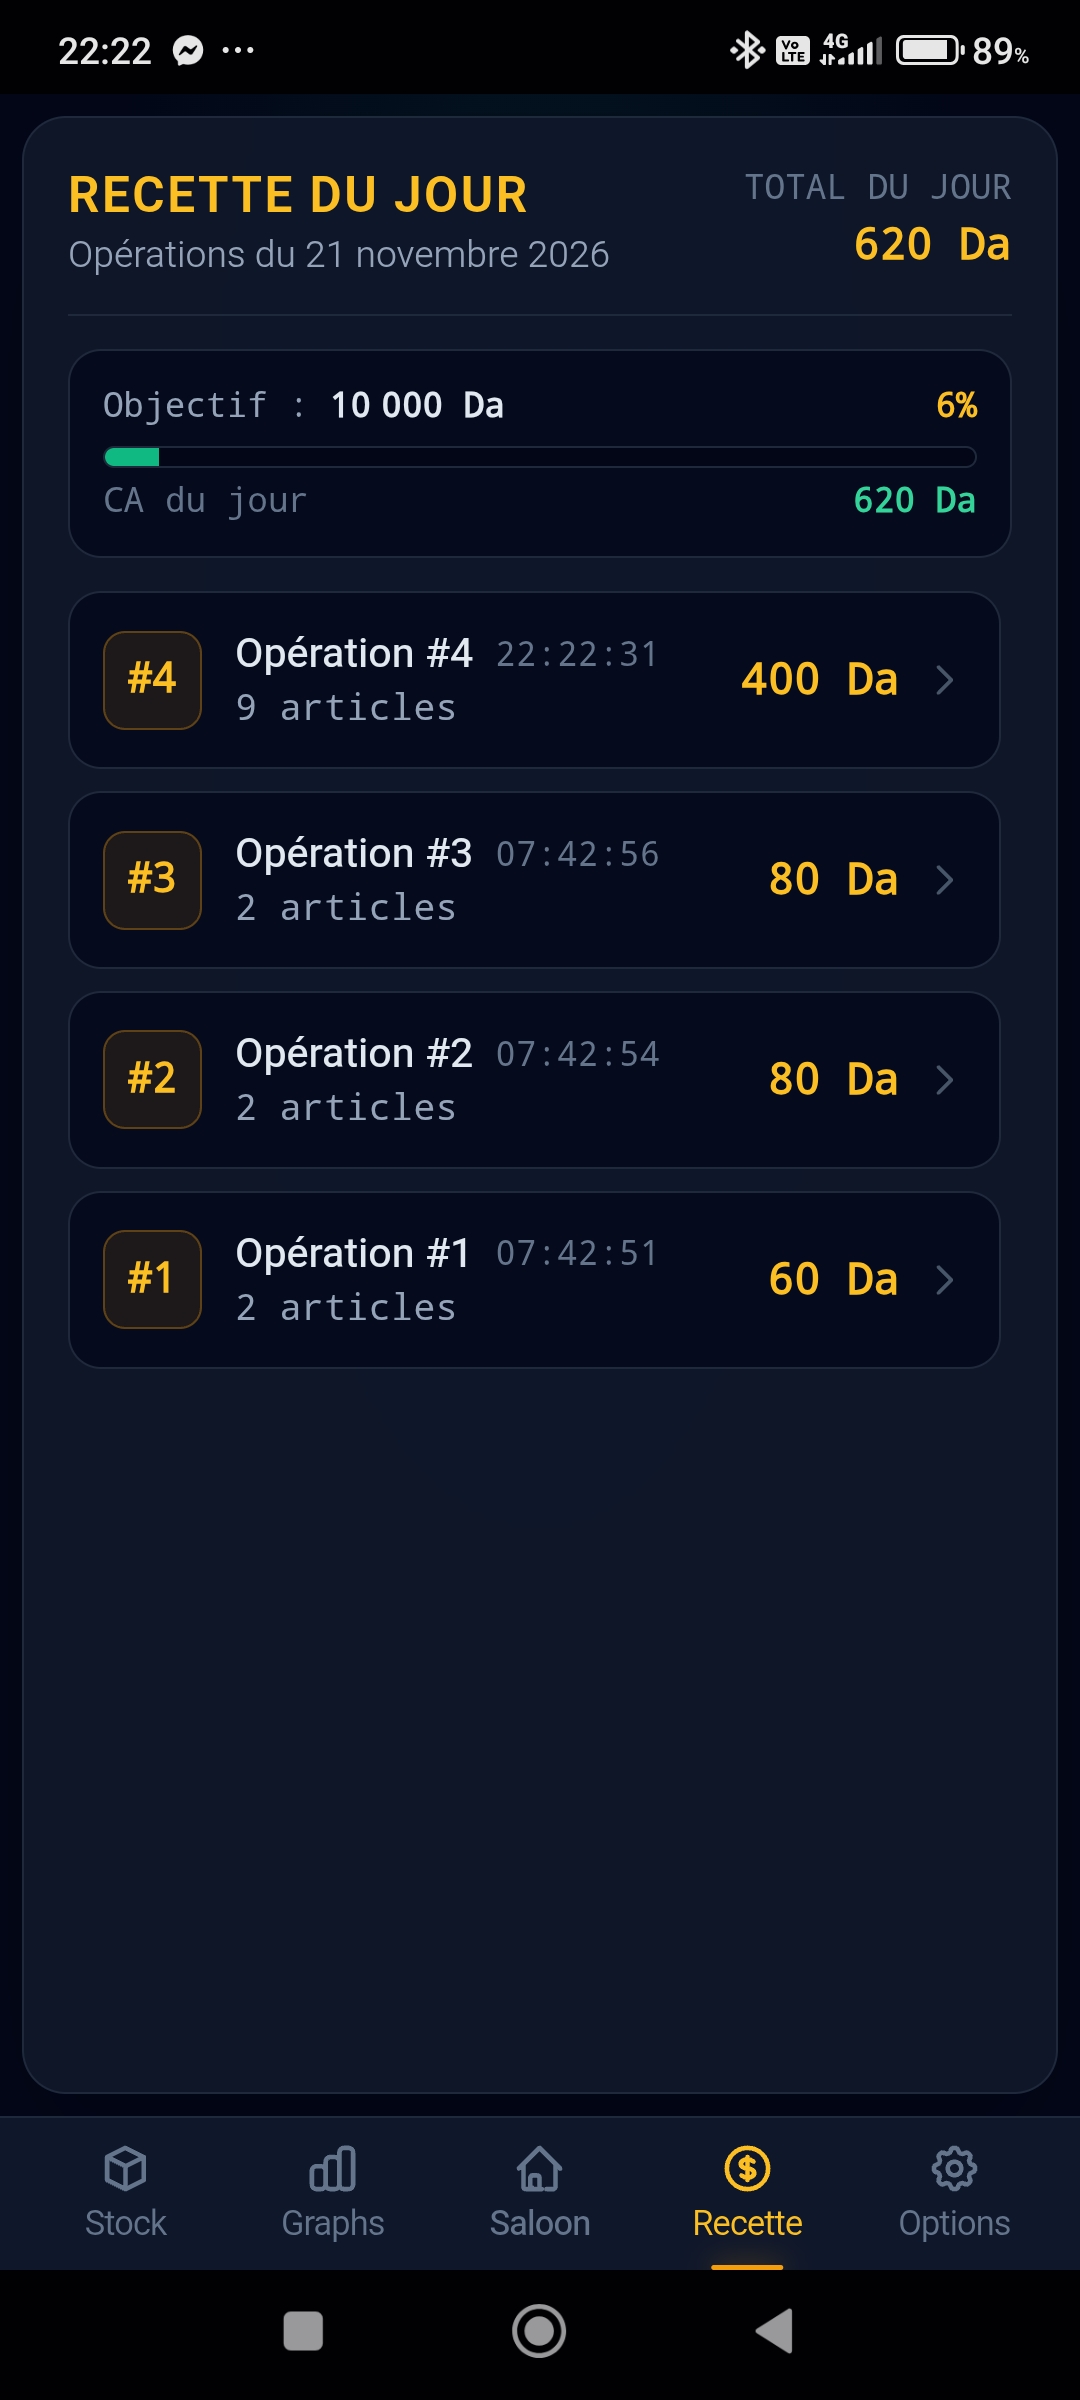 22:22 ... Vo LTE 4G 89%
RECETTE DU JOUR
Opérations du 21 novembre 2026
TOTAL DU JOUR
620 Da
Objectif : 10 000 Da 6%
CA du jour 620 Da
#4 Opération #4 22:22:31 400 Da
9 articles
#3 Opération #3 07:42:56 80 Da
2 articles
#2 Opération #2 07:42:54 80 Da
2 articles
#1 Opération #1 07:42:51 60 Da
2 articles
Stock Graphs Saloon Recette Options